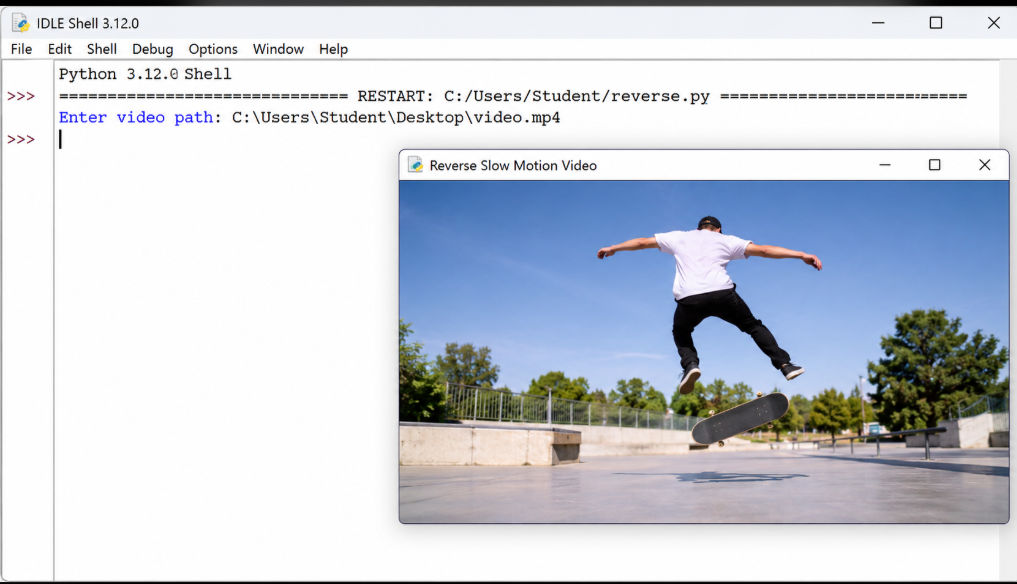 IDLE Shell 3.12.0
File Edit Shell Debug Options Window Help
Python 3.12.0 Shell
>>> ============================= RESTART: C:/Users/Student/reverse.py =========================
Enter video path: C:\Users\Student\Desktop\video.mp4
>>>
Reverse Slow Motion Video